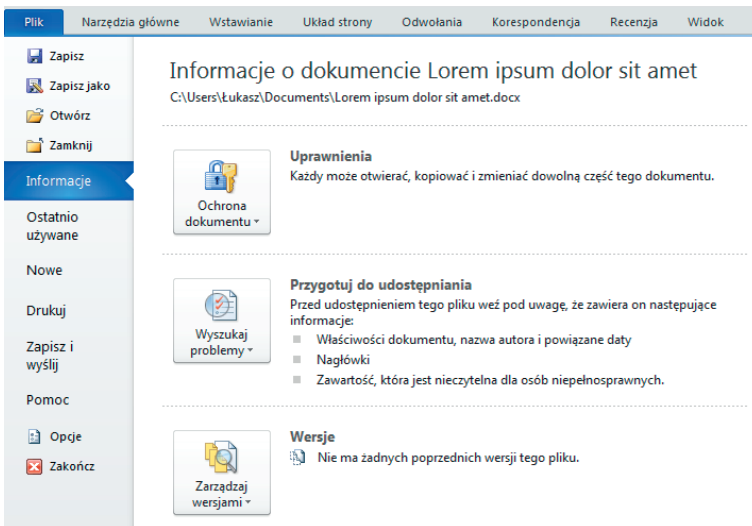 Plik Narzędzia główne Wstawianie Układ strony Odwołania Korespondencja Recenzja Widok
Zapisz
Zapisz jako
Otwórz
Zamknij
Informacje
Ostatnio
używane
Nowe
Drukuj
Zapisz i
wyślij
Pomoc
Opcje
Zakończ
Informacje o dokumencie Lorem ipsum dolor sit amet
C:\Users\Łukasz\Documents\Lorem ipsum dolor sit amet.docx
Ochrona
dokumentu
Uprawnienia
Każdy może otwierać, kopiować i zmieniać dowolną część tego dokumentu.
Wyszukaj
problemy
Przygotuj do udostępniania
Przed udostępnieniem tego pliku weź pod uwagę, że zawiera on następujące
informacje:
Właściwości dokumentu, nazwa autora i powiązane daty
Nagłówki
Zawartość, która jest nieczytelna dla osób niepełnosprawnych.
Zarządzaj
wersjami
Wersje
Nie ma żadnych poprzednich wersji tego pliku.